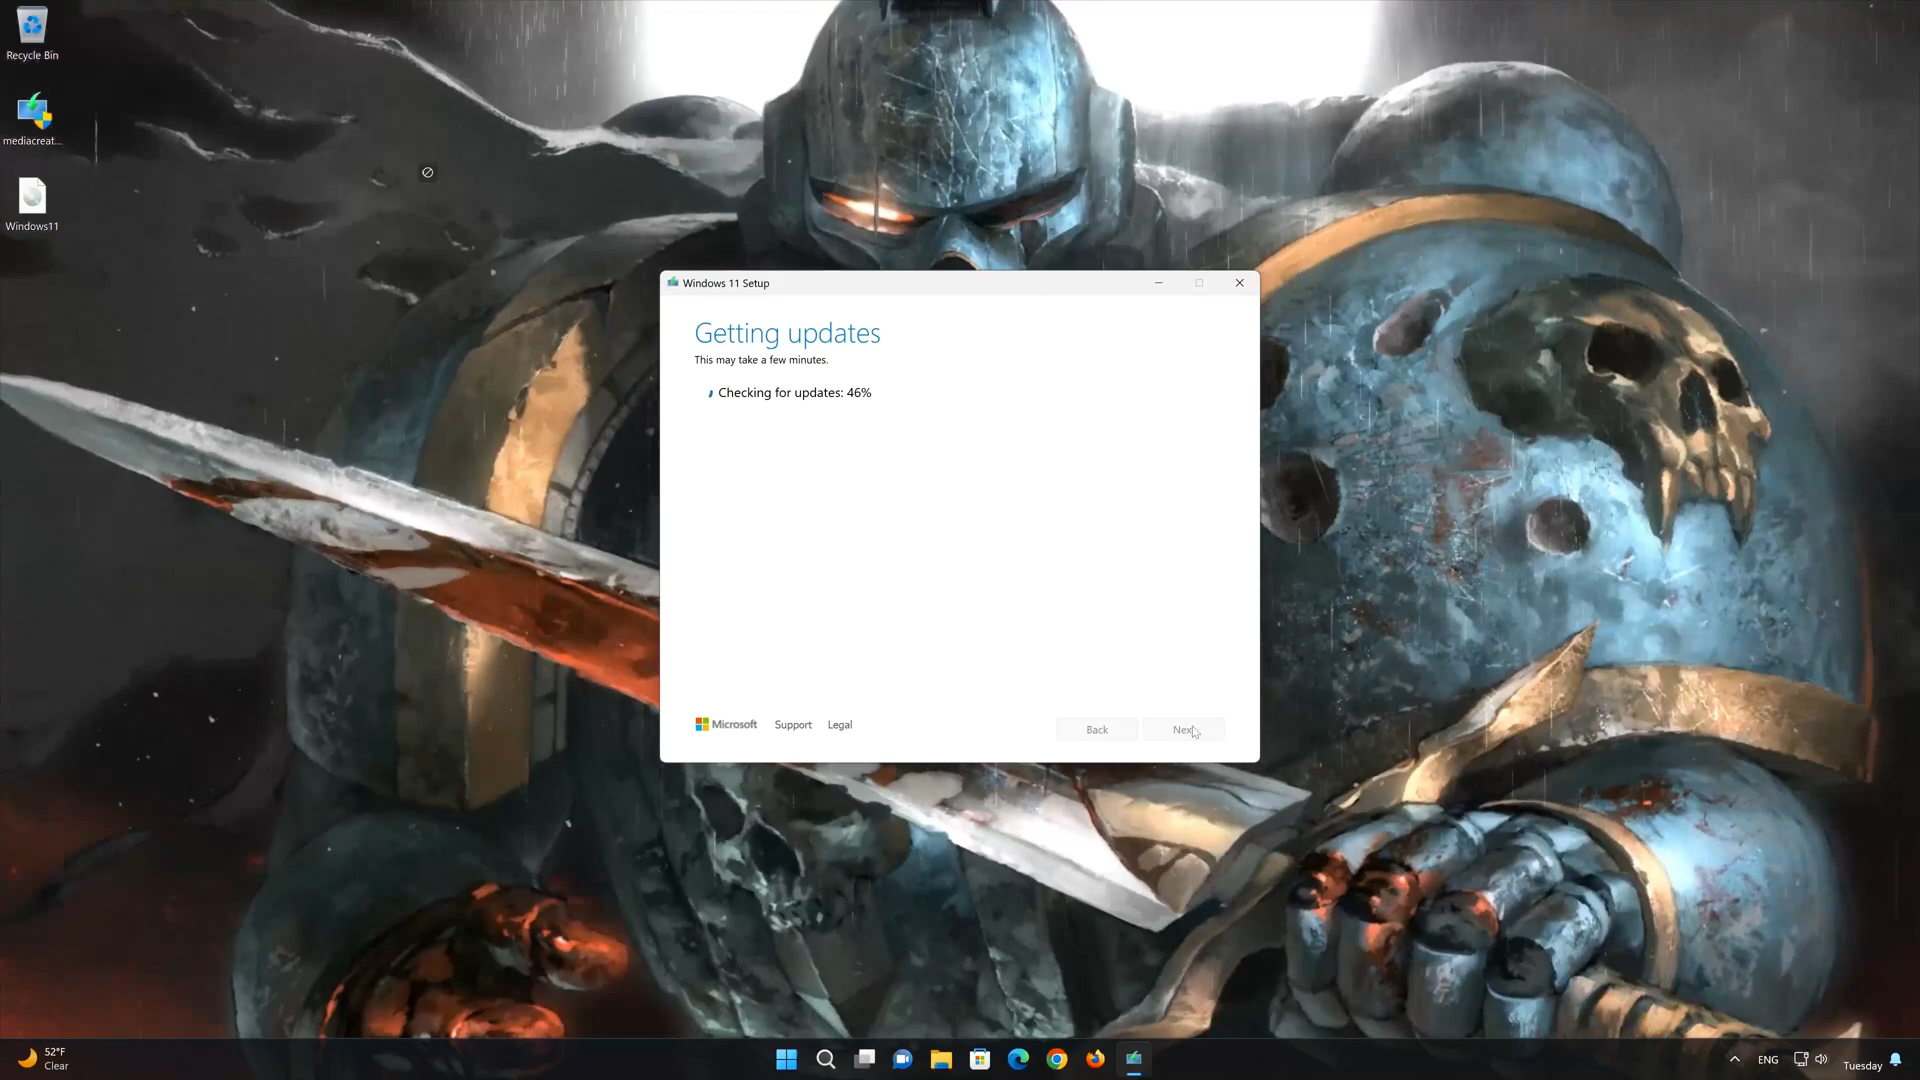 Recycle Bin
mediacreat...
Windows11
Windows 11 Setup
Getting updates
This may take a few minutes.
Checking for updates: 46%
Microsoft
Support
Legal
Back
Next
52°F
Clear
ENG
Tuesday